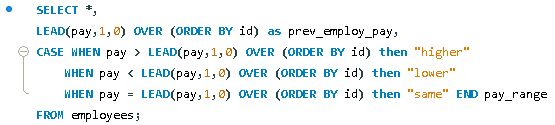 SELECT *,
LEAD(pay,1,0) OVER (ORDER BY id) as prev_employ_pay,
CASE WHEN pay > LEAD(pay,1,0) OVER (ORDER BY id) then "higher"
WHEN pay < LEAD(pay,1,0) OVER (ORDER BY id) then "lower"
WHEN pay = LEAD(pay,1,0) OVER (ORDER BY id) then "same" END pay_range
FROM employees;